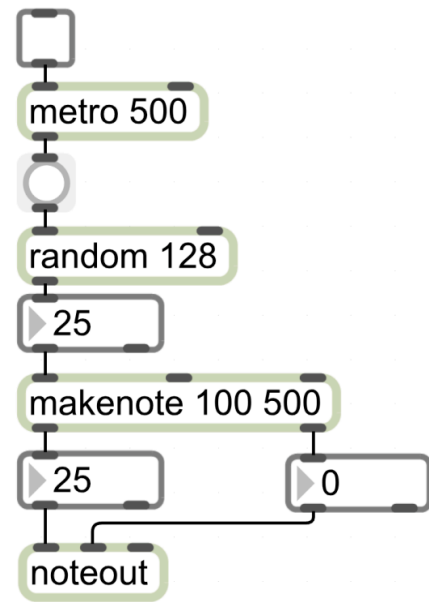 metro 500
random 128
25
makenote 100 500
25
0
noteout